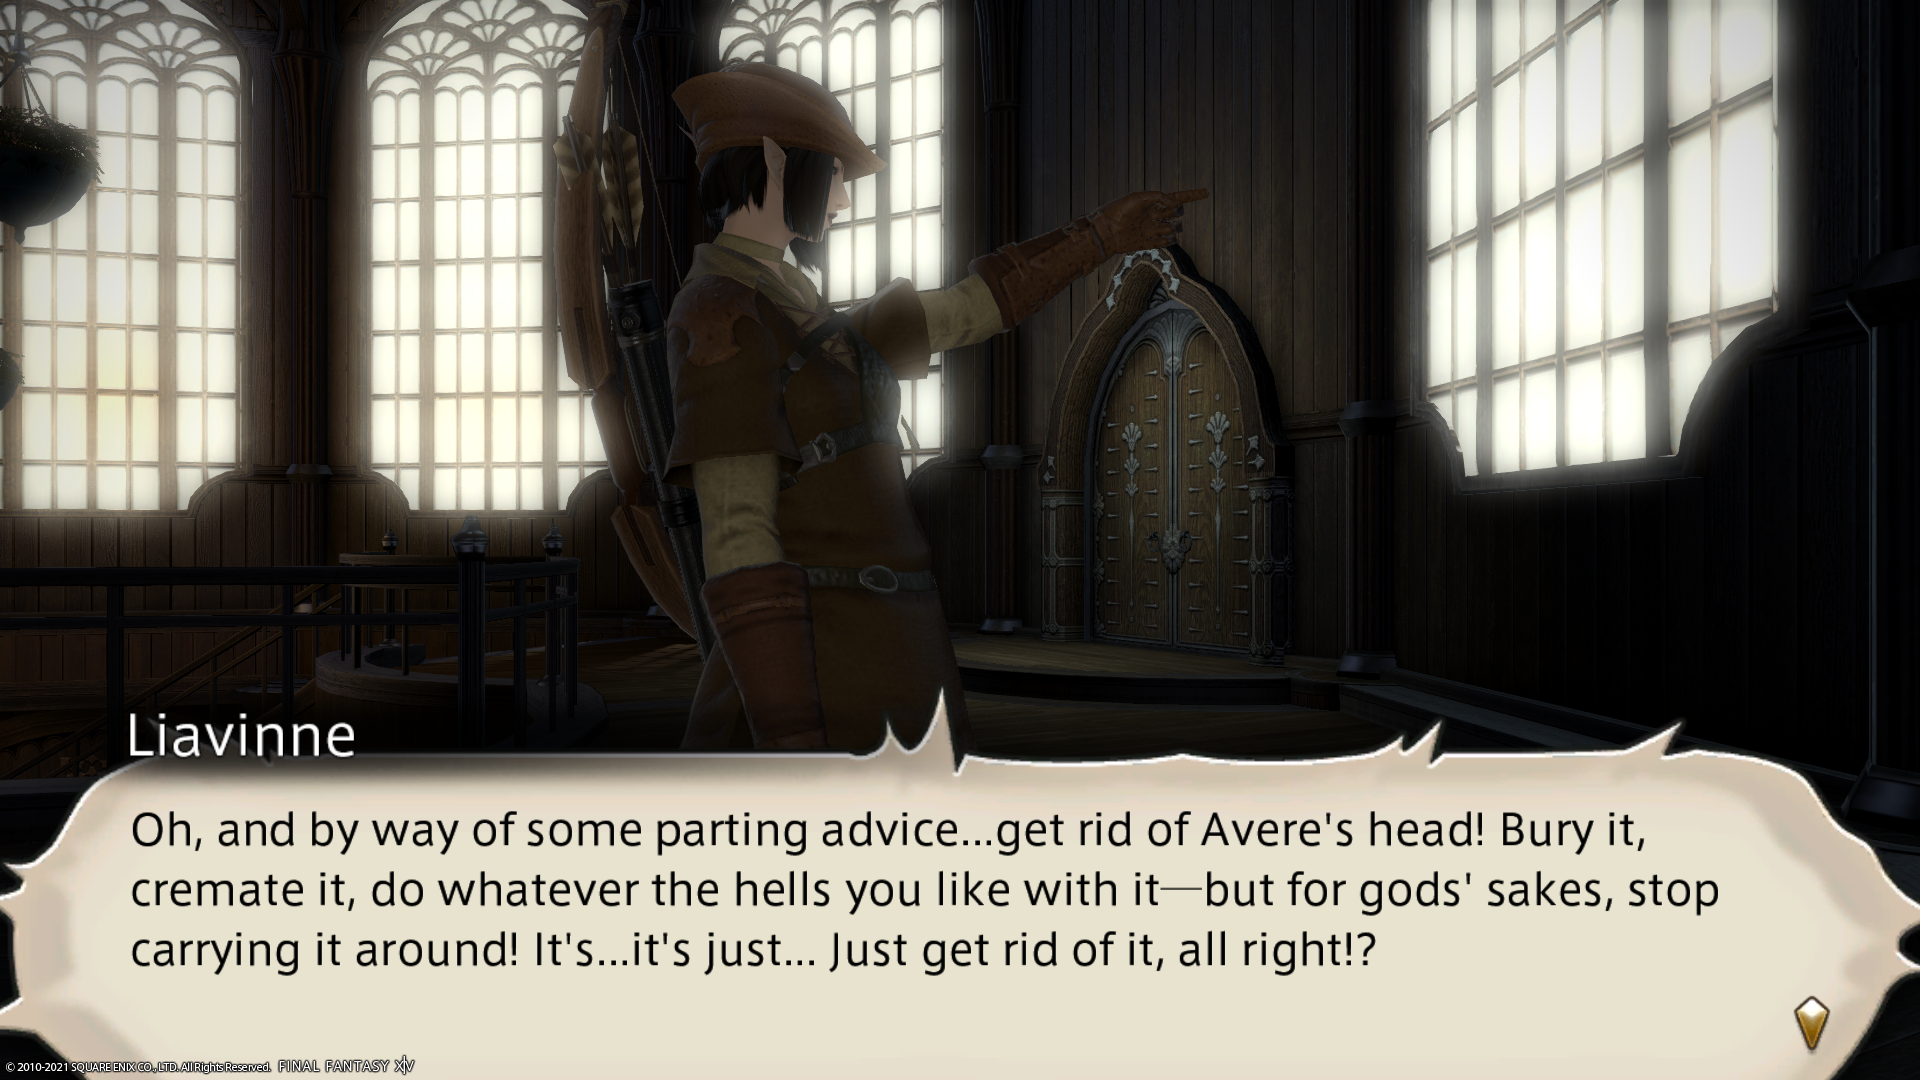 Liavinne
Oh, and by way of some parting advice...get rid of Avere's head! Bury it,
cremate it, do whatever the hells you like with it—but for gods' sakes, stop
carrying it around! It's...it's just... Just get rid of it, all right!?
© 2010-2021 SQUARE ENIX CO., LTD. All Rights Reserved. FINAL FANTASY XIV